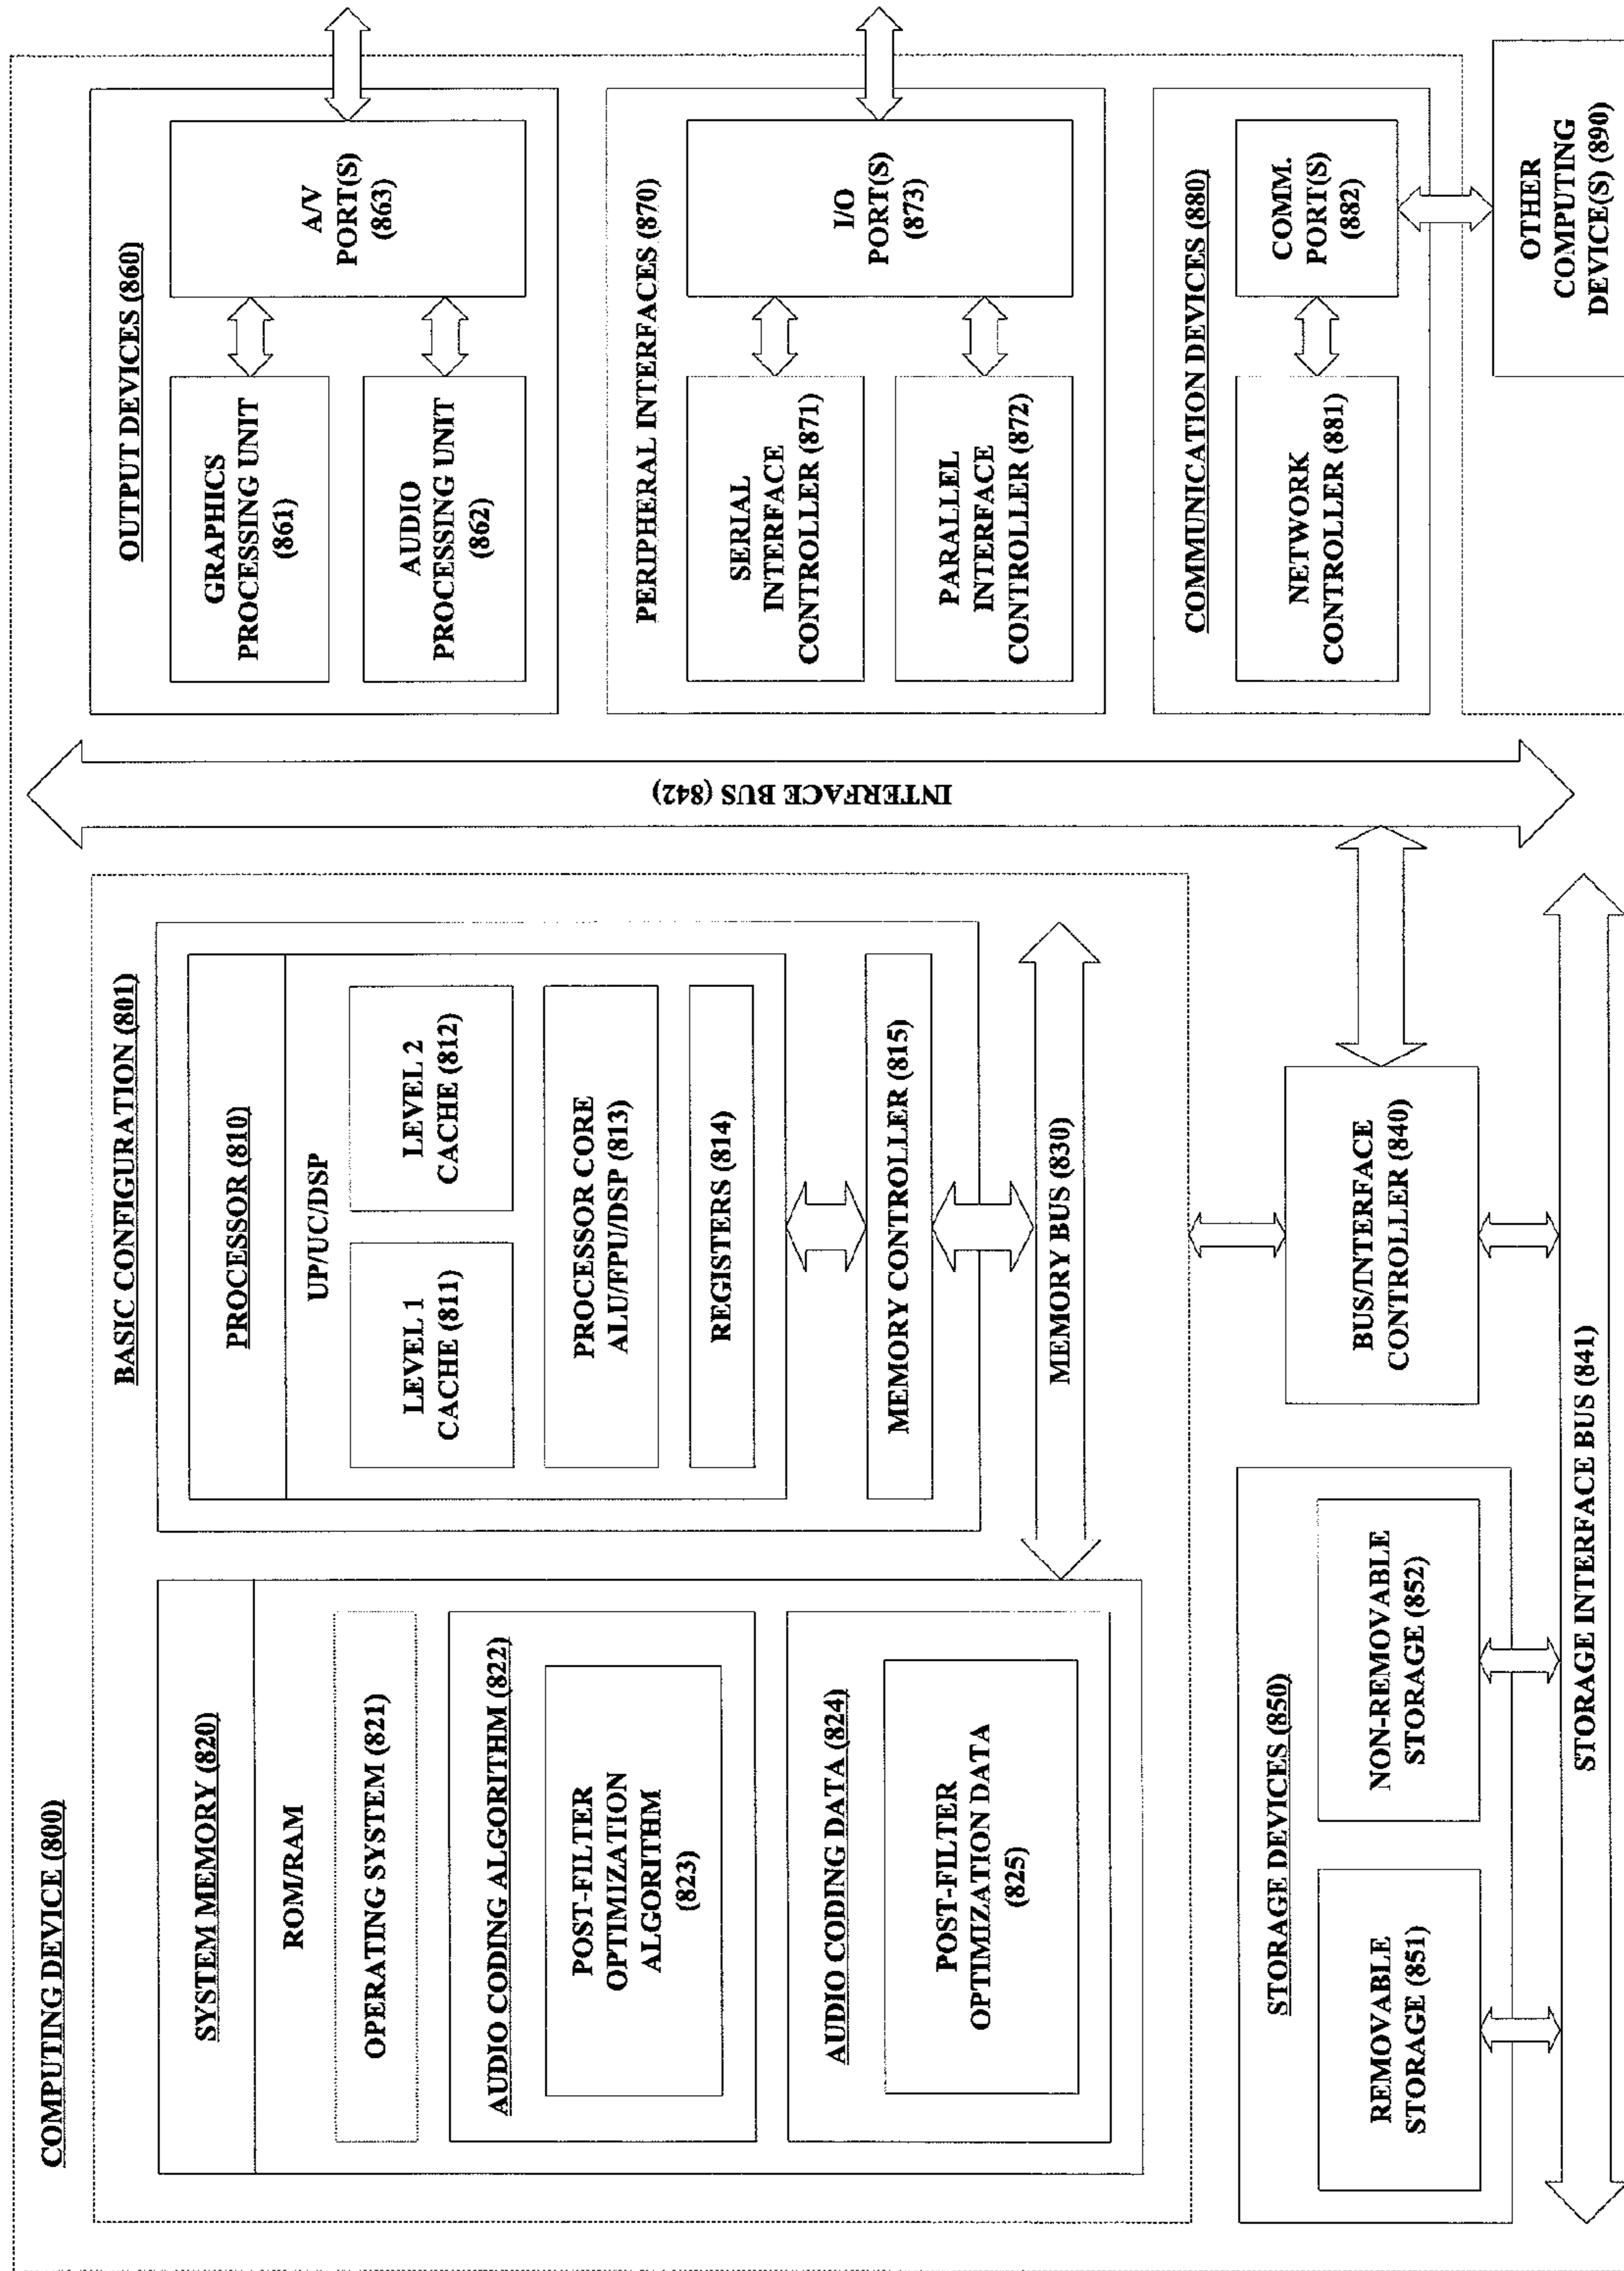 COMPUTING DEVICE (800)
BASIC CONFIGURATION (801)
SYSTEM MEMORY (820)
ROM/RAM
OPERATING SYSTEM (821)
AUDIO CODING ALGORITHM (822)
POST-FILTER
OPTIMIZATION
ALGORITHM
(823)
AUDIO CODING DATA (824)
POST-FILTER
OPTIMIZATION DATA
(825)
PROCESSOR (810)
UP/UC/DSP
LEVEL 1
CACHE (811)
LEVEL 2
CACHE (812)
PROCESSOR CORE
ALU/FPU/DSP (813)
REGISTERS (814)
MEMORY CONTROLLER (815)
MEMORY BUS (830)
BUS/INTERFACE
CONTROLLER (840)
STORAGE DEVICES (850)
REMOVABLE
STORAGE (851)
NON-REMOVABLE
STORAGE (852)
STORAGE INTERFACE BUS (841)
INTERFACE BUS (842)
OUTPUT DEVICES (860)
GRAPHICS
PROCESSING UNIT
(861)
AUDIO
PROCESSING UNIT
(862)
A/V
PORT(S)
(863)
PERIPHERAL INTERFACES (870)
SERIAL
INTERFACE
CONTROLLER (871)
PARALLEL
INTERFACE
CONTROLLER (872)
I/O
PORT(S)
(873)
COMMUNICATION DEVICES (880)
NETWORK
CONTROLLER (881)
COMM.
PORT(S)
(882)
OTHER
COMPUTING
DEVICE(S) (890)